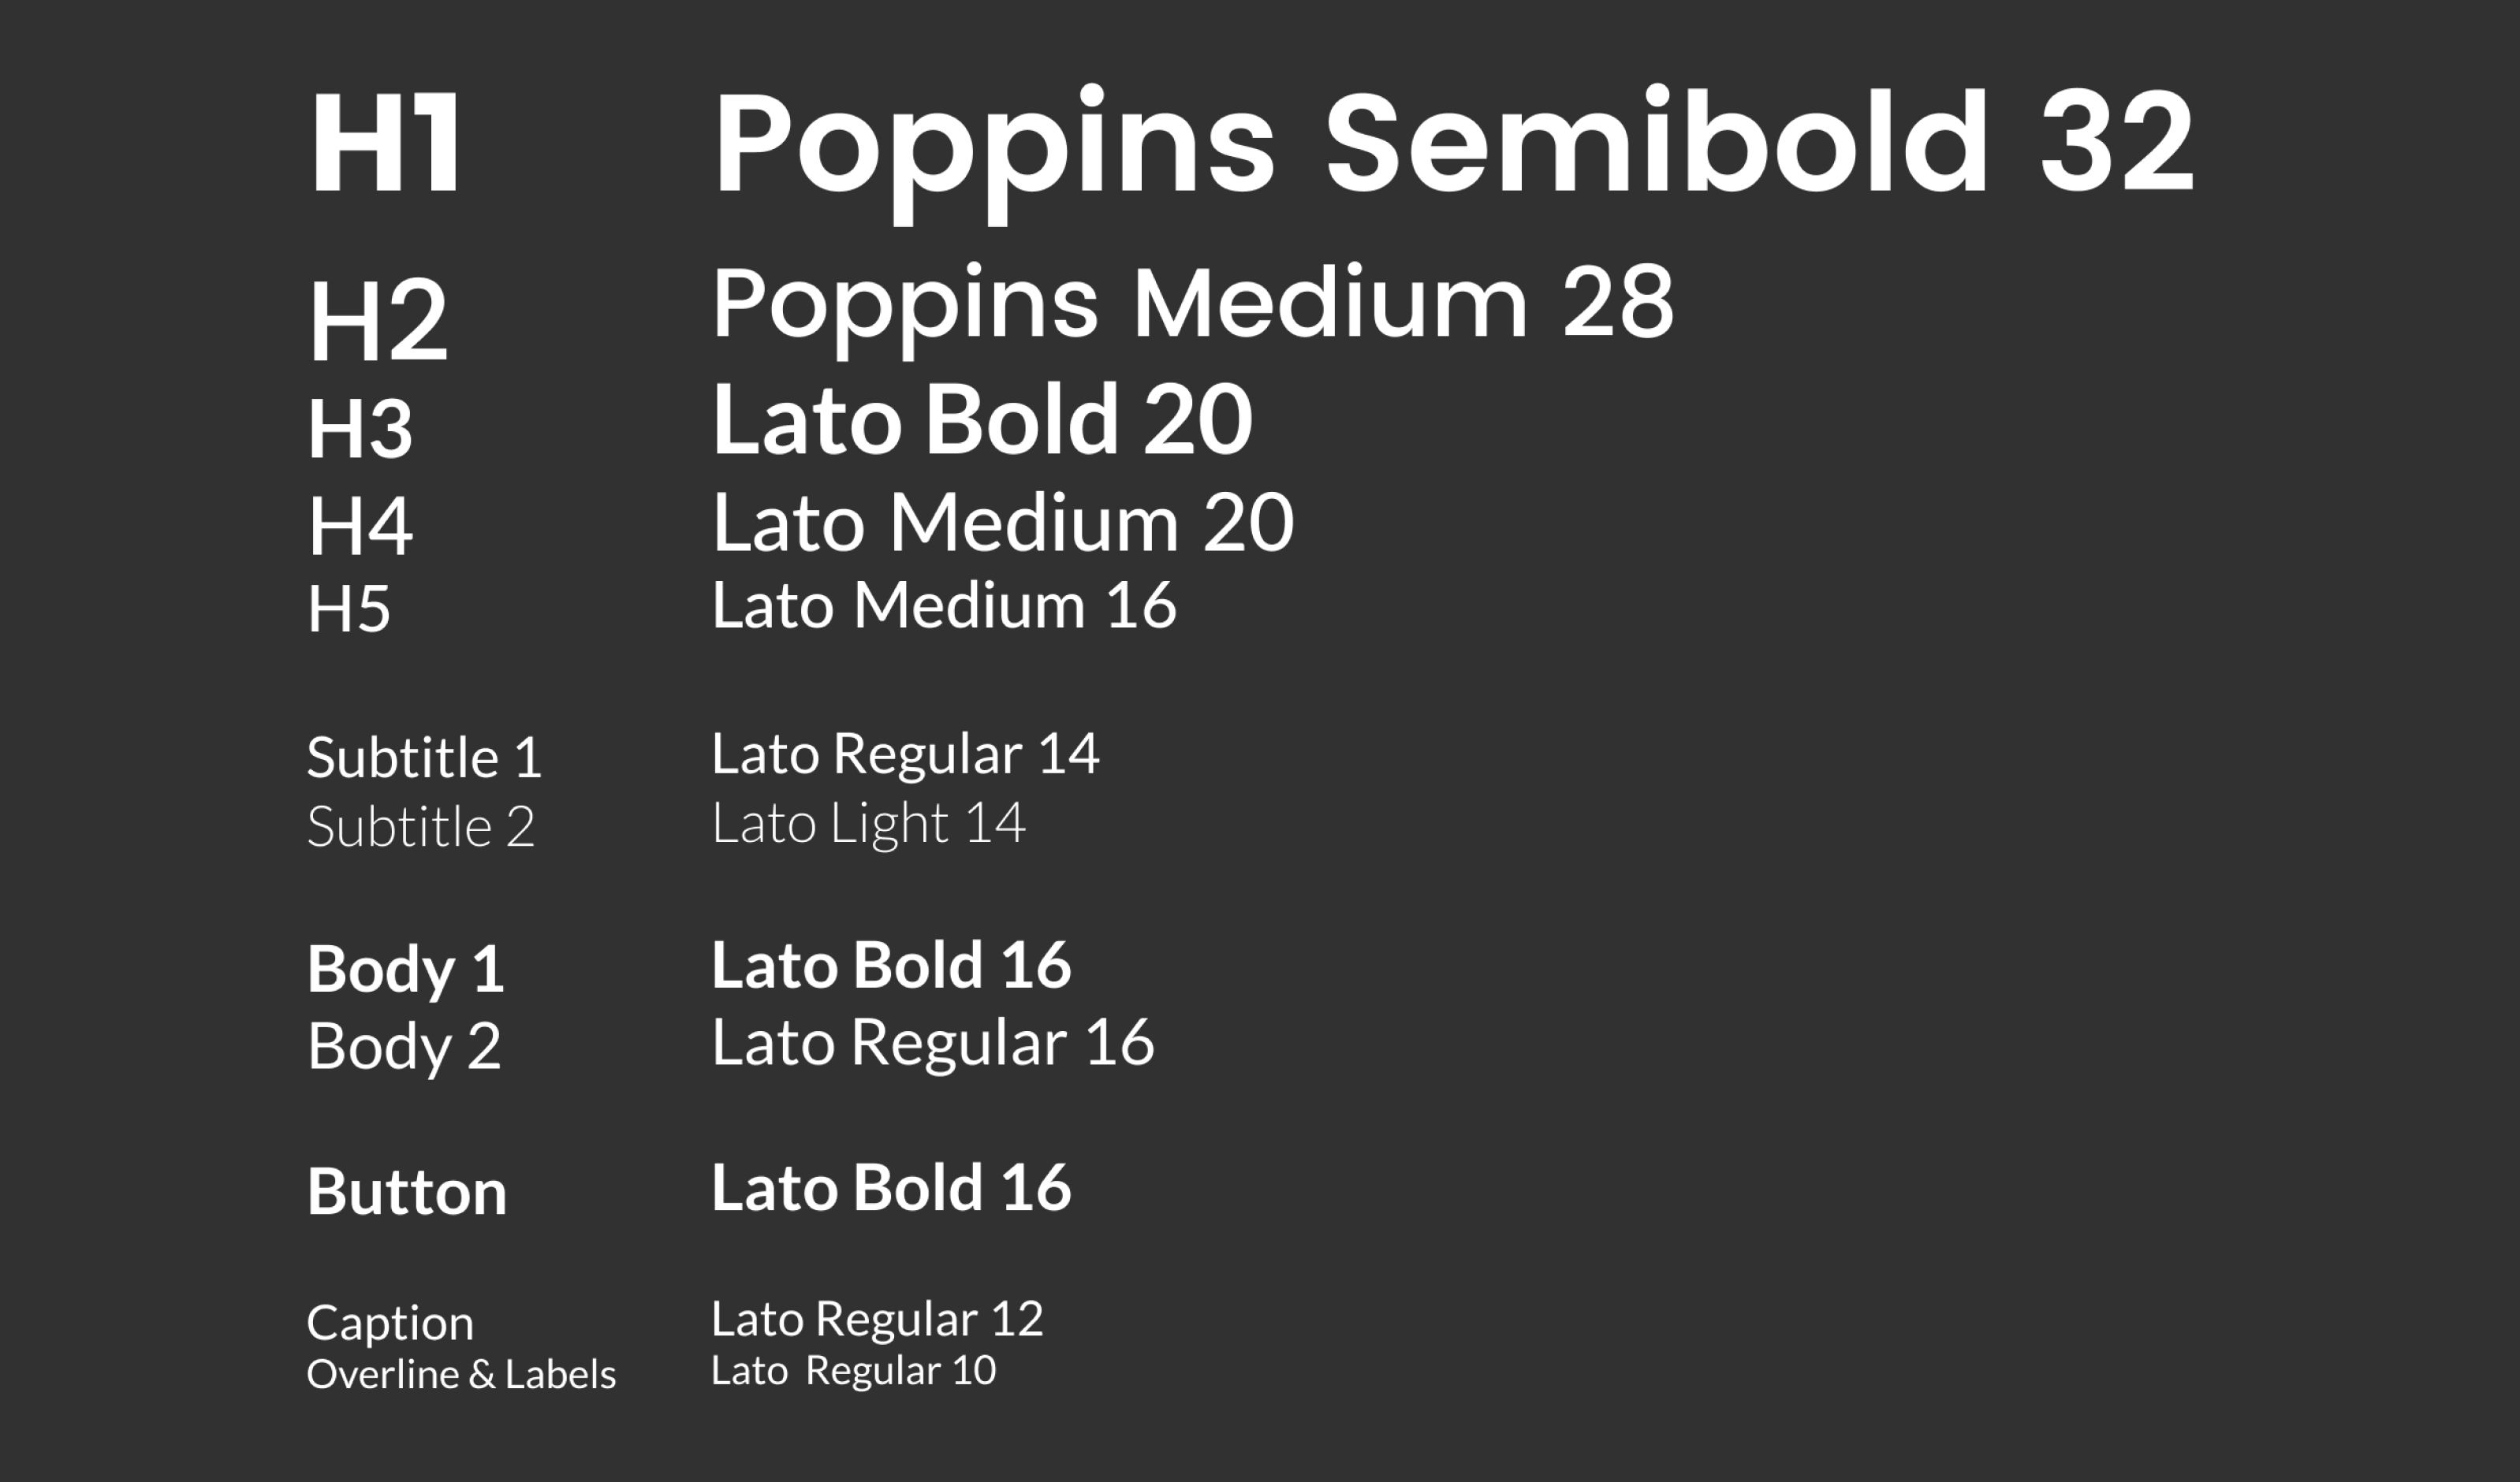 H1 Poppins Semibold 32
H2 Poppins Medium 28
H3 Lato Bold 20
H4 Lato Medium 20
H5 Lato Medium 16
Subtitle 1 Lato Regular 14
Subtitle 2 Lato Light 14
Body 1 Lato Bold 16
Body 2 Lato Regular 16
Button Lato Bold 16
Caption Lato Regular 12
Overline & Labels Lato Regular 10